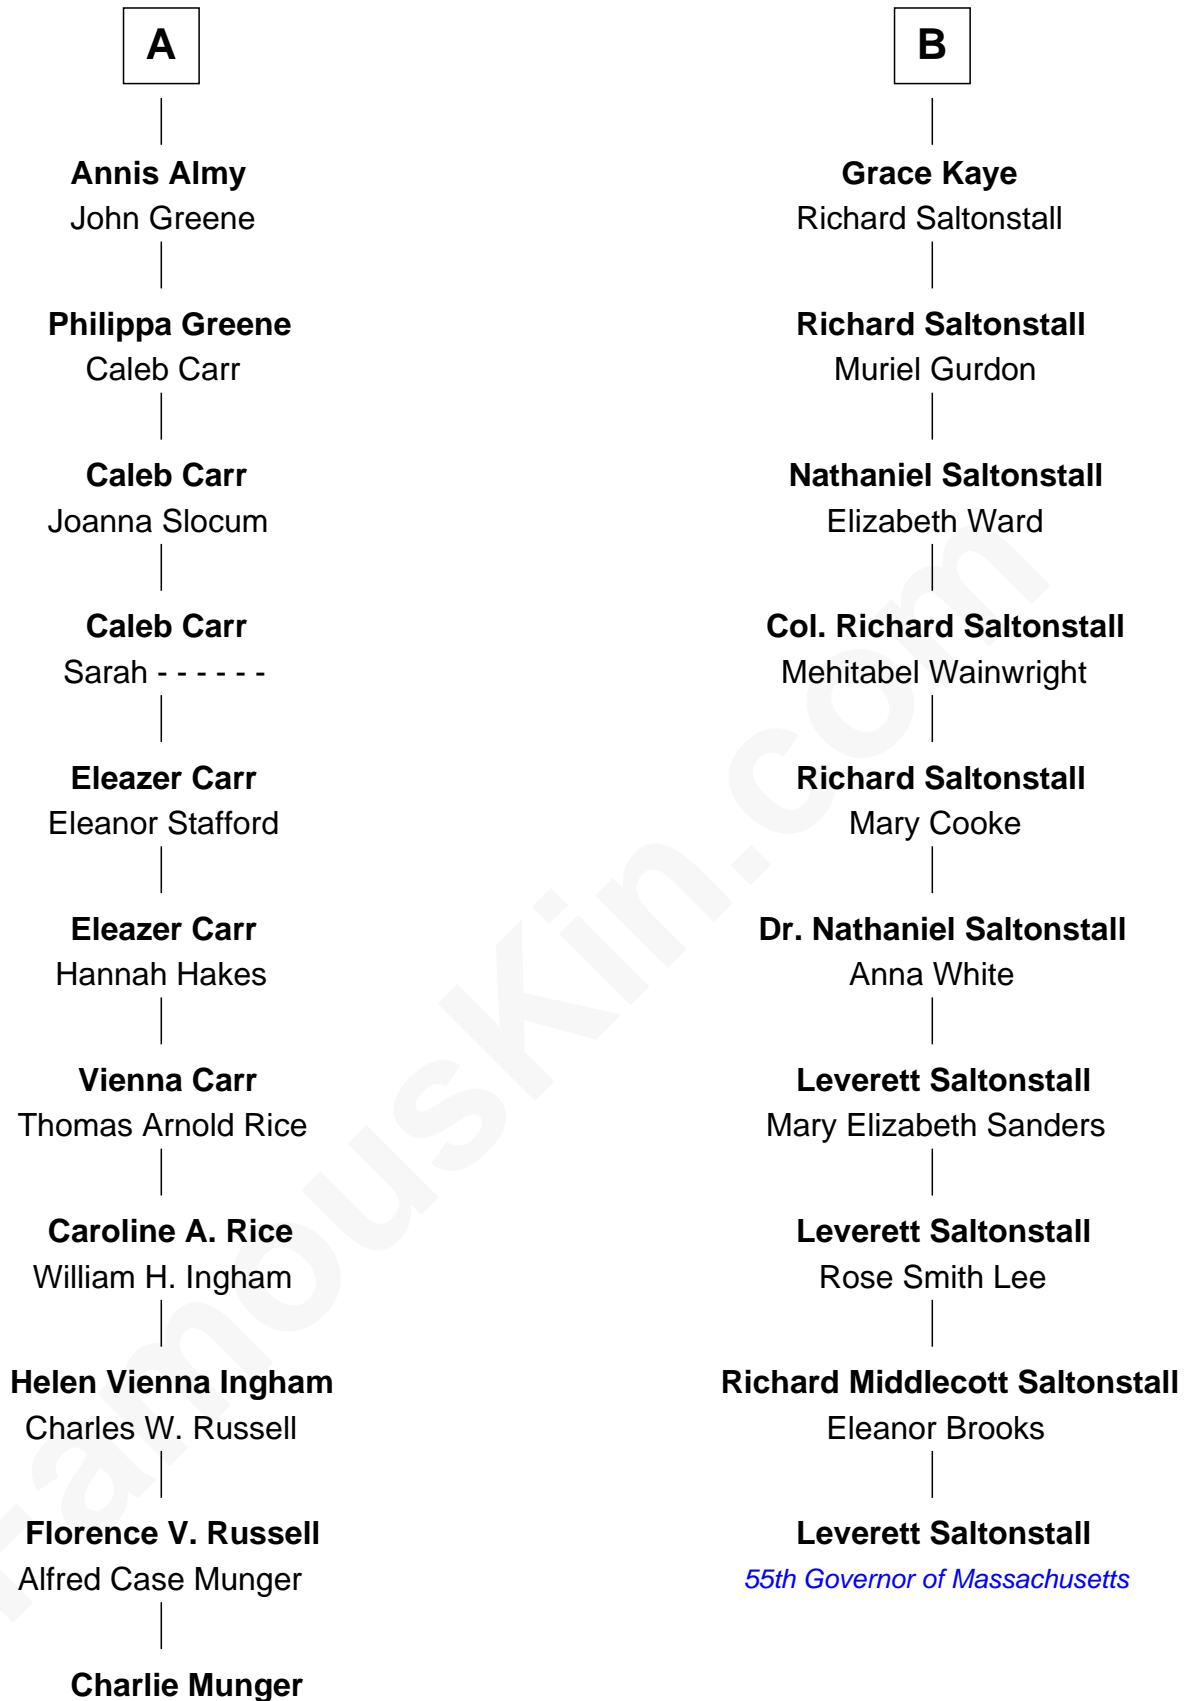 A
Annis Almy
John Greene
Philippa Greene
Caleb Carr
Caleb Carr
Joanna Slocum
Caleb Carr
Sarah - - - - - -
Eleazer Carr
Eleanor Stafford
Eleazer Carr
Hannah Hakes
Vienna Carr
Thomas Arnold Rice
Caroline A. Rice
William H. Ingham
Helen Vienna Ingham
Charles W. Russell
Florence V. Russell
Alfred Case Munger
Charlie Munger
B
Grace Kaye
Richard Saltonstall
Richard Saltonstall
Muriel Gurdon
Nathaniel Saltonstall
Elizabeth Ward
Col. Richard Saltonstall
Mehitabel Wainwright
Richard Saltonstall
Mary Cooke
Dr. Nathaniel Saltonstall
Anna White
Leverett Saltonstall
Mary Elizabeth Sanders
Leverett Saltonstall
Rose Smith Lee
Richard Middlecott Saltonstall
Eleanor Brooks
Leverett Saltonstall
55th Governor of Massachusetts
FamousKin.com